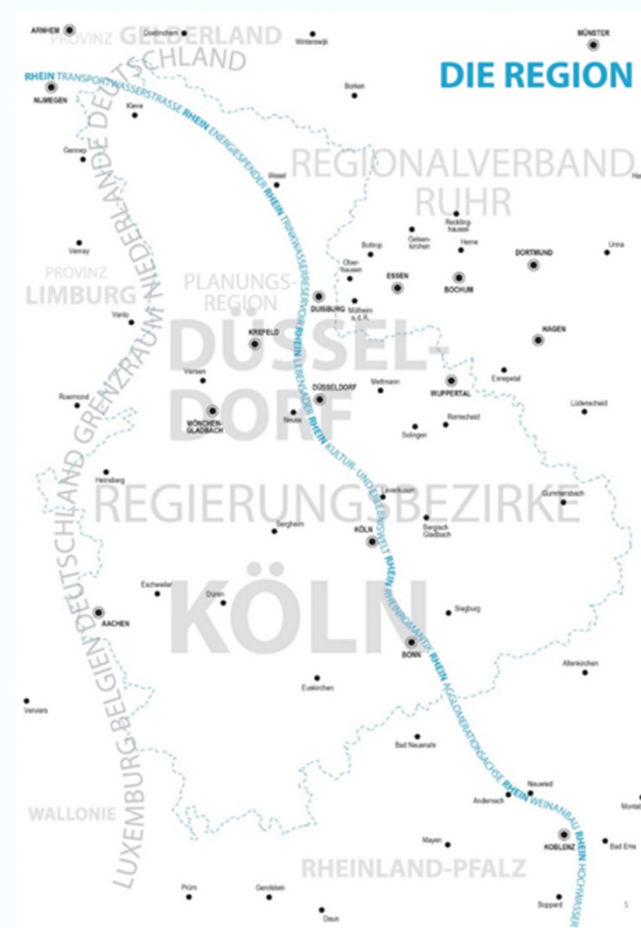 ARNHEM
PROVINZ GELDERLAND
Doetinchem
Winterswijk
MÜNSTER
DIE REGION
RHEIN TRANSPORTWASSERSTRASSE RHEIN ENERGIESPENDER RHEIN TRINKWASSERRESERVOIR RHEIN LEBENSADER RHEIN KULTUR- UND ERLEBNISWELT RHEIN RHEINROMANTIK RHEIN AGGLOMERATIONSACHSE RHEIN WEINANBAU RHEIN HOCHWASSER
LUXEMBURG BELGIEN DEUTSCHLAND GRENZRAUM NIEDERLANDE DEUTSCHLAND
NIJMEGEN
Kleve
Borken
Gennep
Wesel
REGIONALVERBAND
RUHR
Reckling-
hausen
Gelsen-
kirchen
Herne
Bottrop
Unna
DORTMUND
Venray
PROVINZ
LIMBURG
PLANUNGS-
REGION
Ober-
hausen
ESSEN
BOCHUM
DUISBURG
Mülheim
a.d.R.
Venlo
KREFELD
HAGEN
DÜSSEL-
DORF
Viersen
Mettmann
Ennepetal
WUPPERTAL
DÜSSELDORF
Roermond
MÖNCHEN-
GLADBACH
Neuss
Remscheid
Solingen
Lüdenscheid
Heinsberg
REGIERUNGSBEZIRKE
Leverkusen
Gummersbach
Bergheim
Bergisch
Gladbach
KÖLN
Eschweiler
Düren
KÖLN
Siegburg
AACHEN
BONN
Altenkirchen
Euskirchen
Verviers
Bad Neuenahr
Neuwied
Andernach
WALLONIE
Mayen
KOBLENZ
Bad Ems
RHEINLAND-PFALZ
Prüm
Gerolstein
Daun
Boppard
5